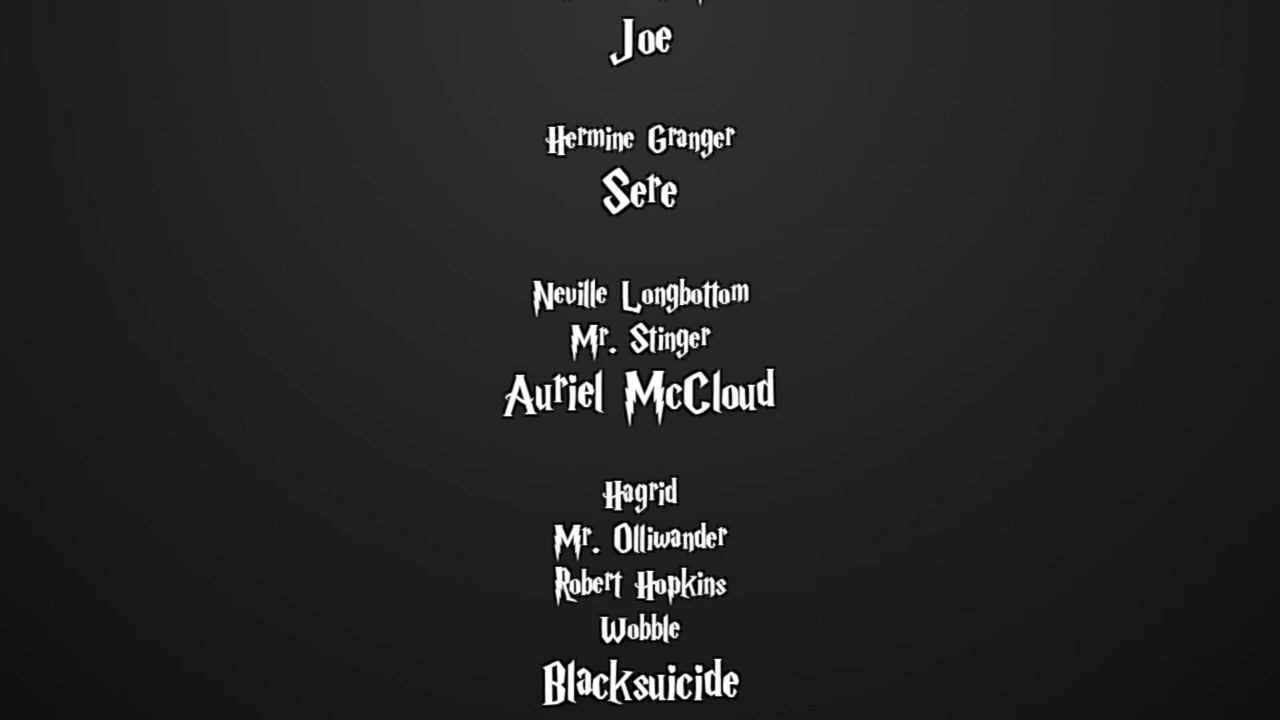 Joe
Hermine Granger
Sere
Neville Longbottom
Mr. Stinger
Auriel McCloud
Hagrid
Mr. Olliwander
Robert Hopkins
Wobble
Blacksuicide